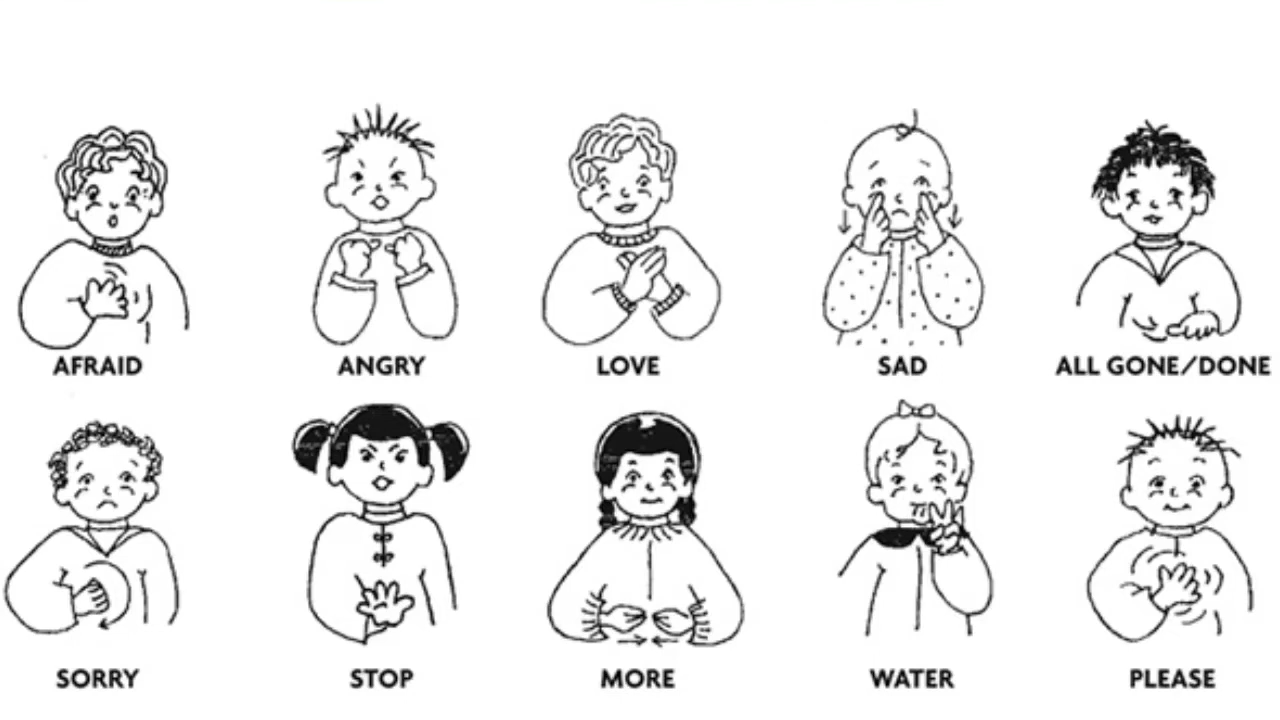 AFRAID
ANGRY
LOVE
SAD
ALL GONE/DONE
SORRY
STOP
MORE
WATER
PLEASE